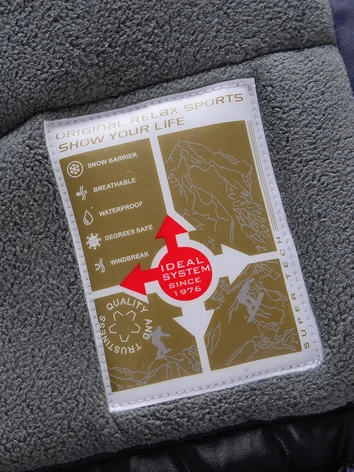 ORIGINAL RELAX SPORTS
SHOW YOUR LIFE
SNOW BARRIER
BREATHABLE
WATERPROOF
DEGREES SAFE
WINDBREAK
IDEAL
SYSTEM
SINCE
1976
QUALITY AND TRUSTINESS
SUPER TECH